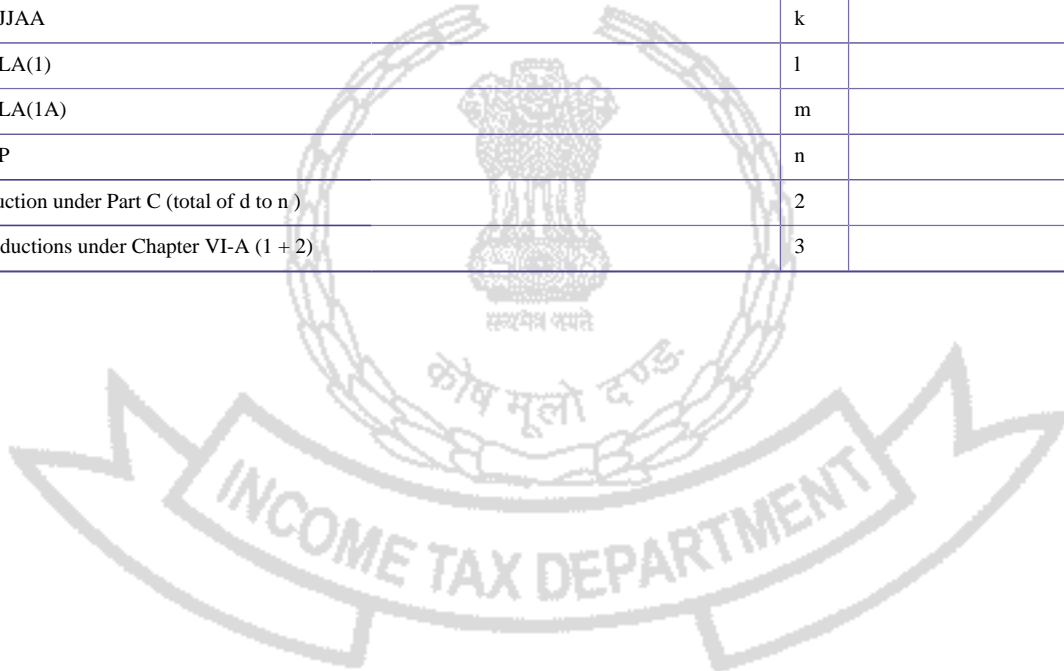 JJAA k
LA(1) l
LA(1A) m
P n
uction under Part C (total of d to n ) 2
ductions under Chapter VI-A (1 + 2) 3
सत्यमेव जयते
कोष मूलो दण्ड:
INCOME TAX DEPARTMENT